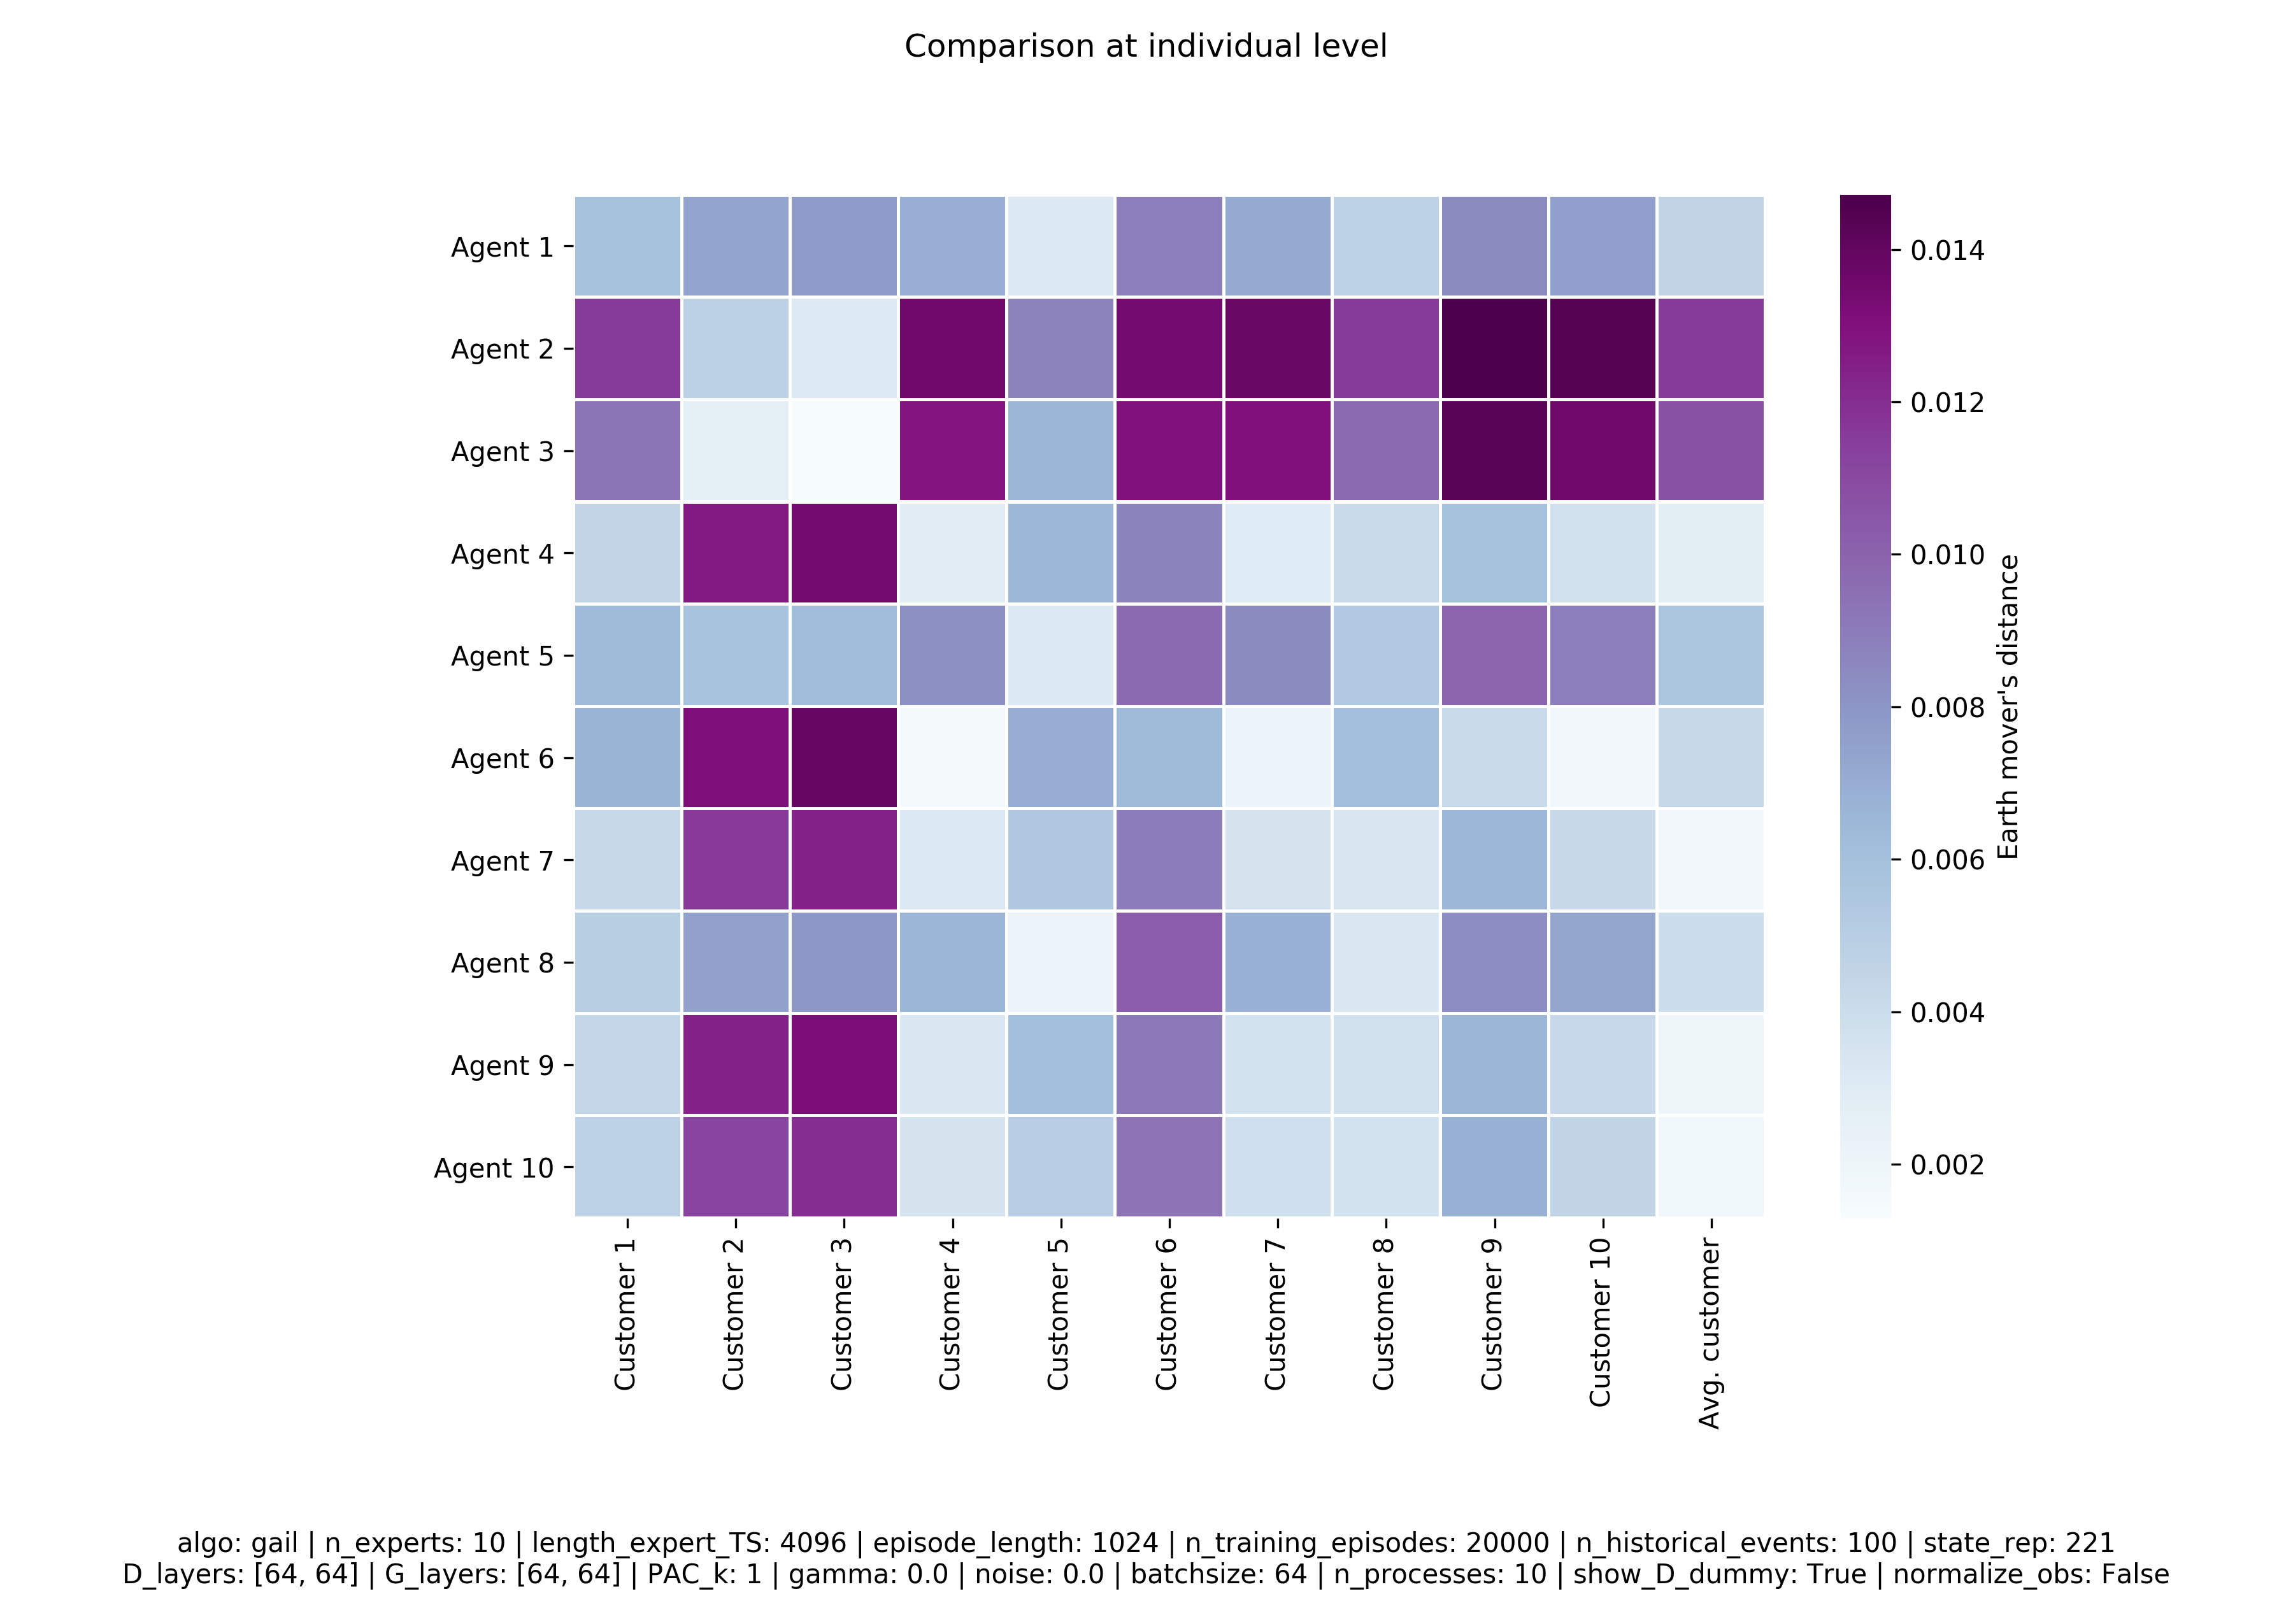 Comparison at individual level
Agent 1
Agent 2
Agent 3
Agent 4
Agent 5
Agent 6
Agent 7
Agent 8
Agent 9
Agent 10
Customer 1
Customer 2
Customer 3
Customer 4
Customer 5
Customer 6
Customer 7
Customer 8
Customer 9
Customer 10
Avg. customer
0.014
0.012
0.010
0.008
0.006
0.004
0.002
Earth mover's distance
algo: gail | n_experts: 10 | length_expert_TS: 4096 | episode_length: 1024 | n_training_episodes: 20000 | n_historical_events: 100 | state_rep: 221
D_layers: [64, 64] | G_layers: [64, 64] | PAC_k: 1 | gamma: 0.0 | noise: 0.0 | batchsize: 64 | n_processes: 10 | show_D_dummy: True | normalize_obs: False